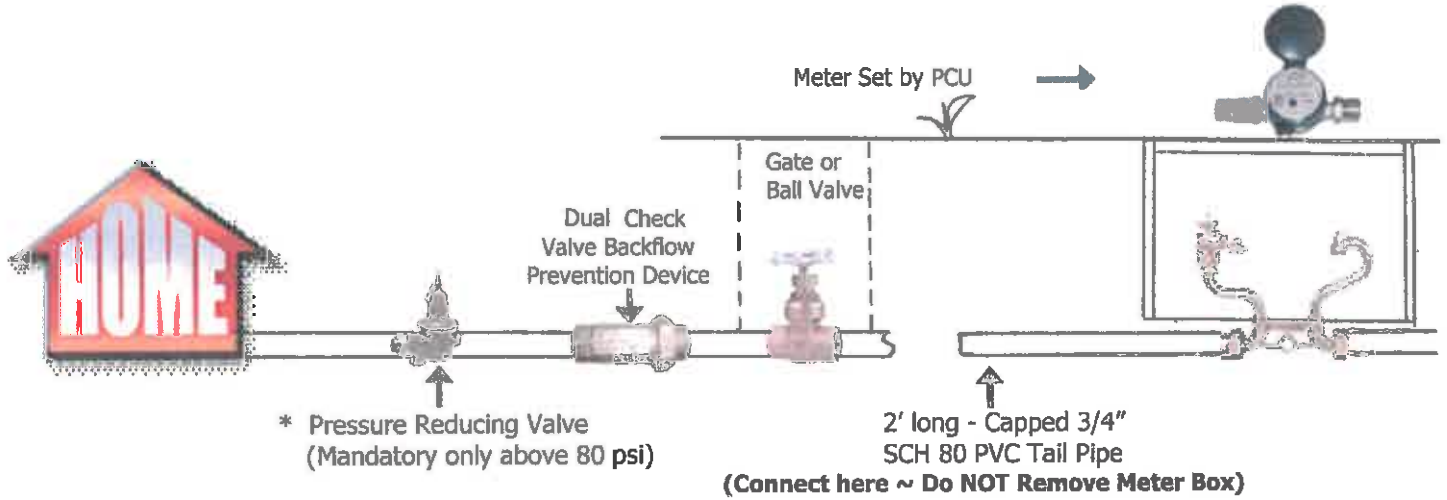 Meter Set by PCU
Gate or
Ball Valve
Dual Check
Valve Backflow
Prevention Device
HOME
* Pressure Reducing Valve
(Mandatory only above 80 psi)
2' long - Capped 3/4"
SCH 80 PVC Tail Pipe
(Connect here ~ Do NOT Remove Meter Box)